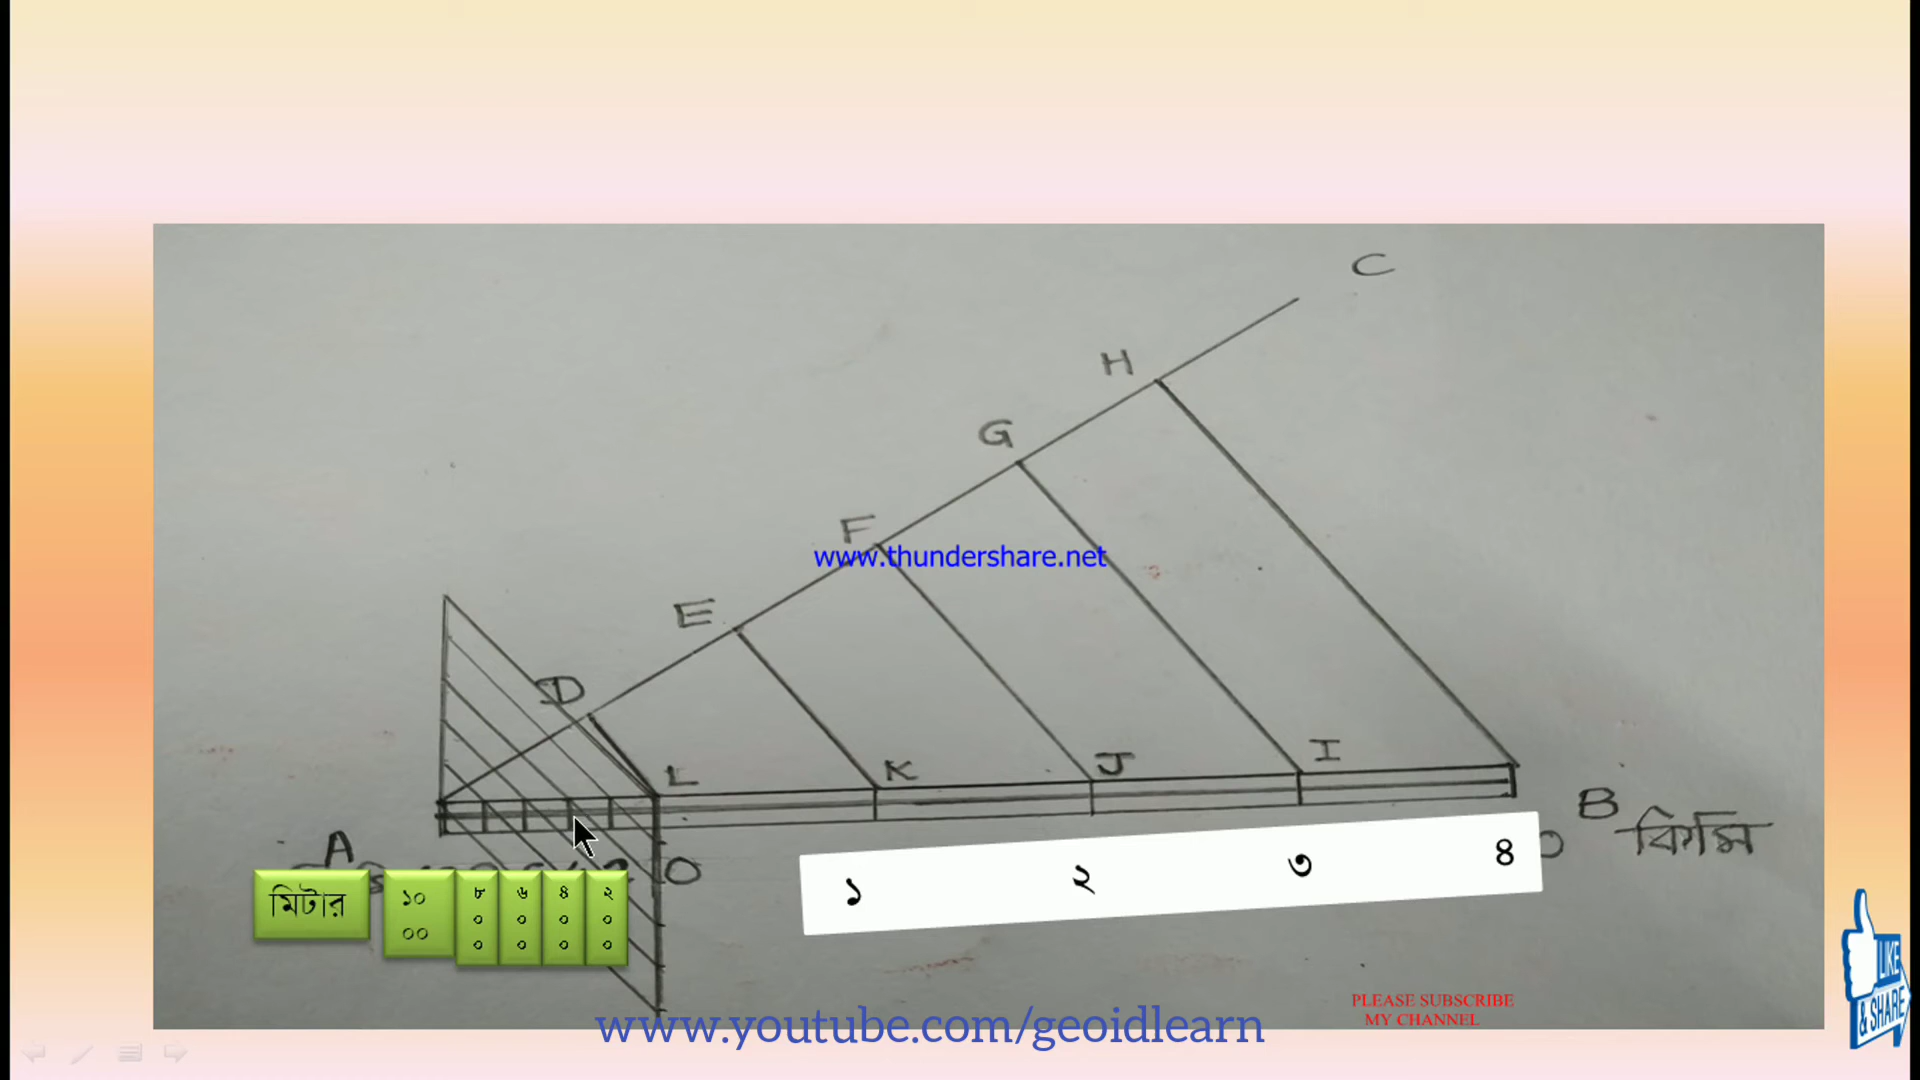 C
H
G
F
www.thundershare.net
E
D
L
K
J
I
A
O
B
কিমি
মিটার
১০
০০
৮
০
০
৬
০
০
৪
০
০
২
০
০
১ ২ ৩ ৪
PLEASE SUBSCRIBE
MY CHANNEL
www.youtube.com/geoidlearn
LIKE
& SHARE